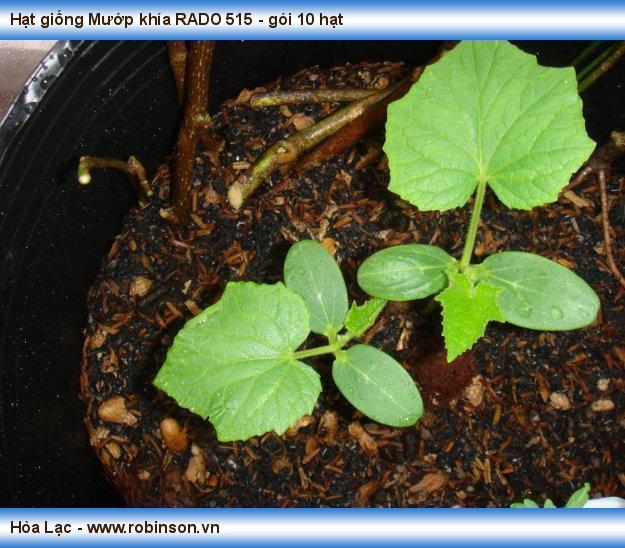 Hạt giống Mướp khía RADO 515 - gói 10 hạt
Hòa Lạc - www.robinson.vn